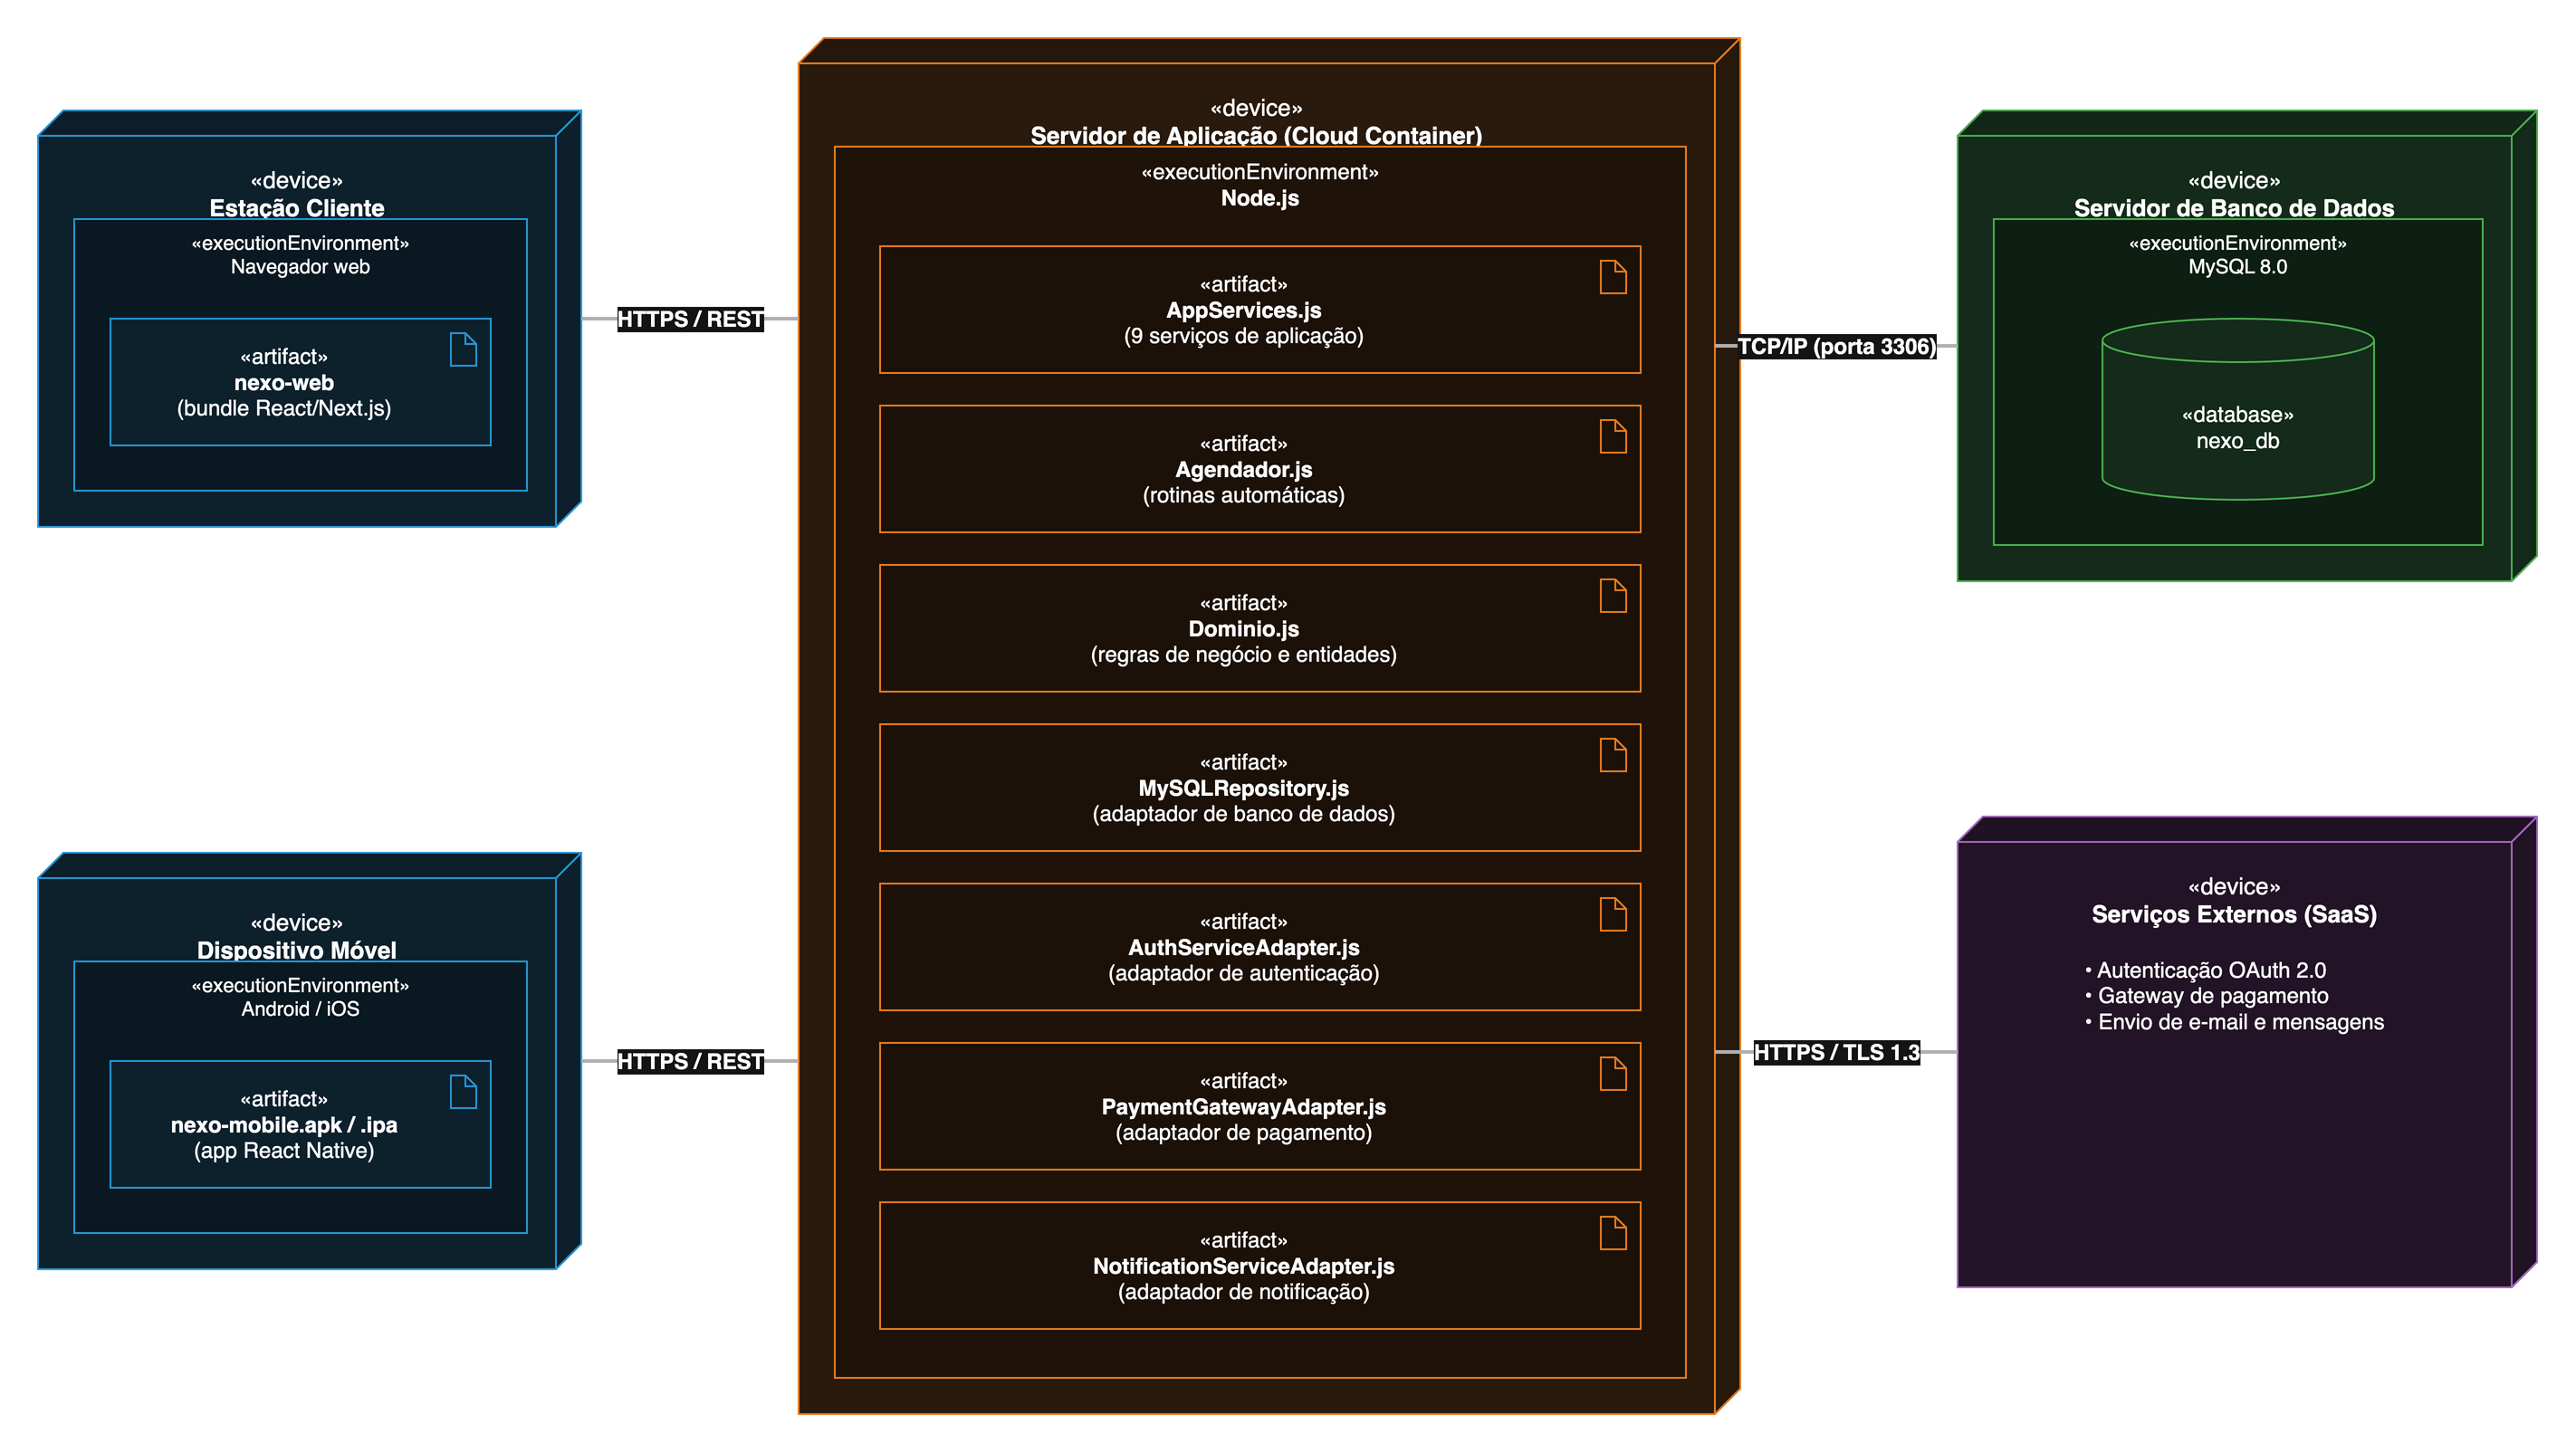 «device»
Estação Cliente
«executionEnvironment»
Navegador web
«artifact»
nexo-web
(bundle React/Next.js)
HTTPS / REST
«device»
Dispositivo Móvel
«executionEnvironment»
Android / iOS
«artifact»
nexo-mobile.apk / .ipa
(app React Native)
HTTPS / REST
«device»
Servidor de Aplicação (Cloud Container)
«executionEnvironment»
Node.js
«artifact»
AppServices.js
(9 serviços de aplicação)
«artifact»
Agendador.js
(rotinas automáticas)
«artifact»
Dominio.js
(regras de negócio e entidades)
«artifact»
MySQLRepository.js
(adaptador de banco de dados)
«artifact»
AuthServiceAdapter.js
(adaptador de autenticação)
«artifact»
PaymentGatewayAdapter.js
(adaptador de pagamento)
«artifact»
NotificationServiceAdapter.js
(adaptador de notificação)
TCP/IP (porta 3306)
«device»
Servidor de Banco de Dados
«executionEnvironment»
MySQL 8.0
«database»
nexo_db
HTTPS / TLS 1.3
«device»
Serviços Externos (SaaS)
• Autenticação OAuth 2.0
• Gateway de pagamento
• Envio de e-mail e mensagens